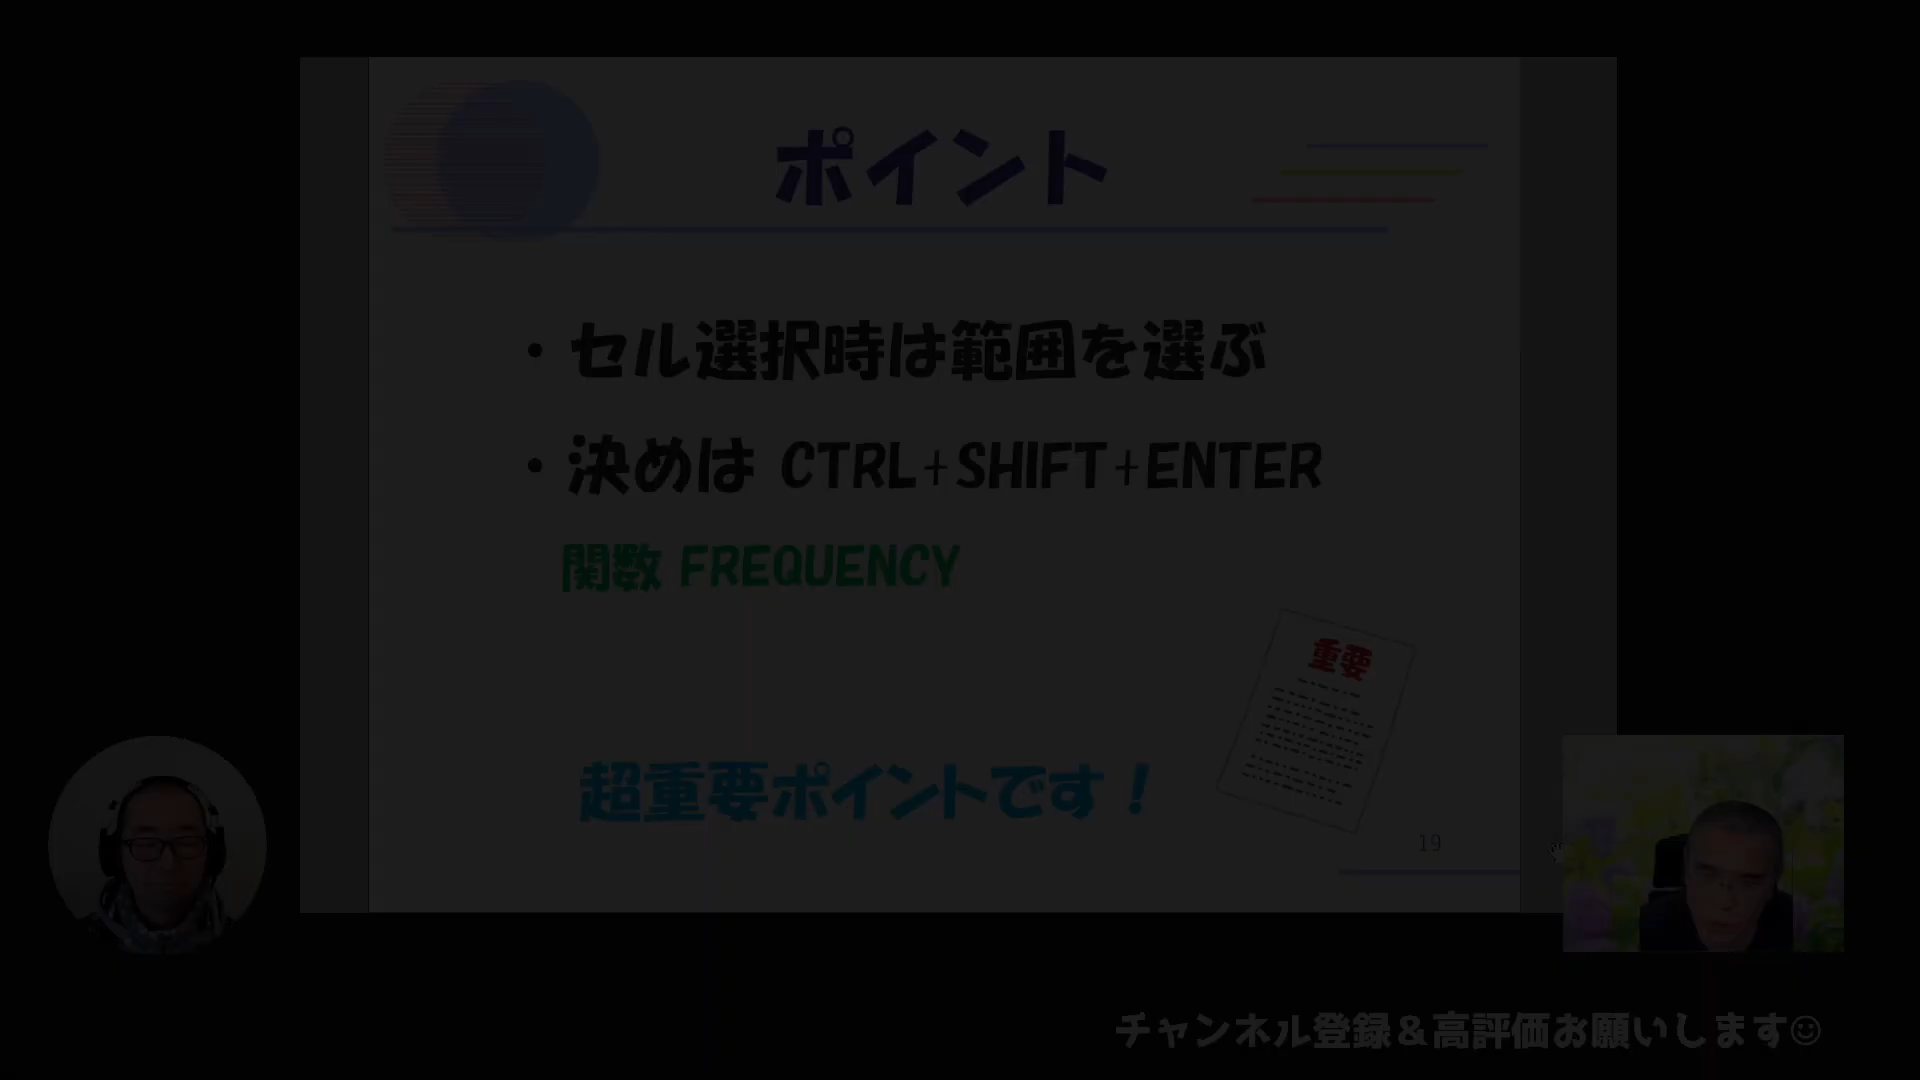 ポイント
・セル選択時は範囲を選ぶ
・決めは CTRL+SHIFT+ENTER
関数 FREQUENCY
重要
超重要ポイントです！
19
チャンネル登録＆高評価お願いします☺